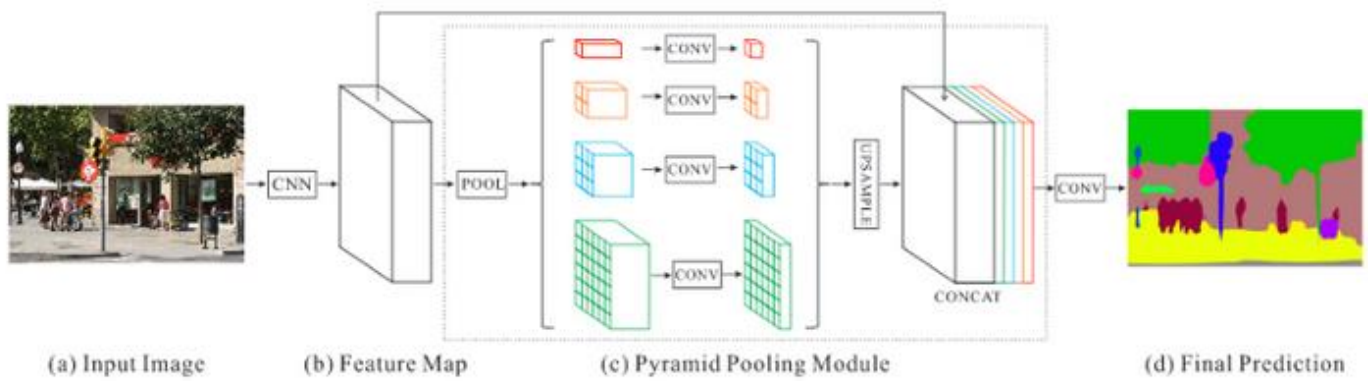 CNN
POOL
CONV
CONV
CONV
CONV
UPSAMPLE
CONCAT
CONV
(a) Input Image
(b) Feature Map
(c) Pyramid Pooling Module
(d) Final Prediction